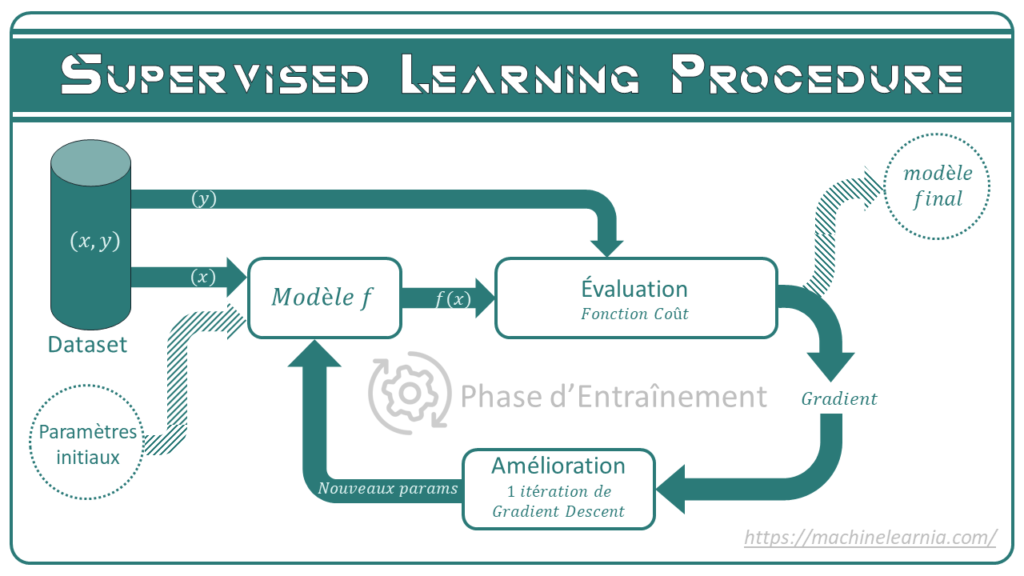 SUPERVISED LEARNING PROCEDURE
(y)
modèle
final
(x, y)
(x)
Modèle f
f(x)
Évaluation
Fonction Coût
Dataset
Phase d'Entraînement
Gradient
Paramètres
initiaux
Nouveaux params
Amélioration
1 itération de
Gradient Descent
https://machinelearnia.com/